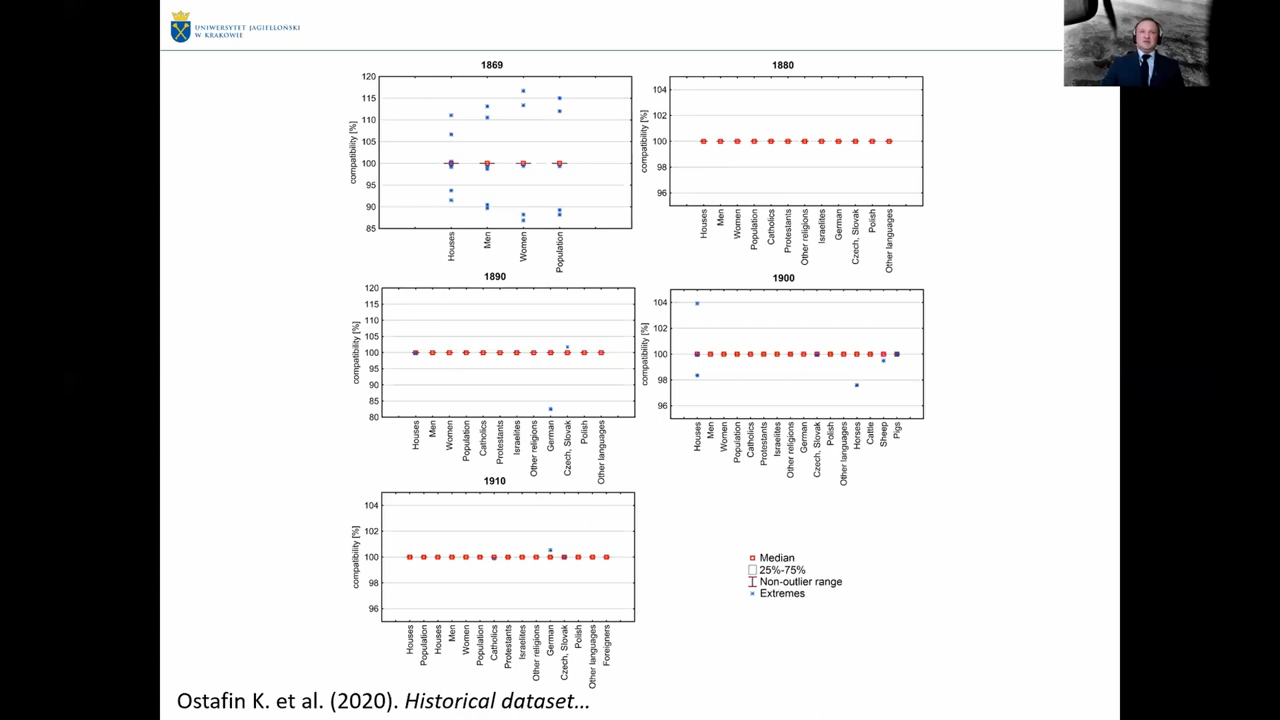 UNIWERSYTET JAGIELLOŃSKI
W KRAKOWIE
1869
compatibility [%]
120
115
110
105
100
95
90
85
Houses
Men
Women
Population
1880
compatibility [%]
104
102
100
98
96
Houses
Men
Women
Population
Catholics
Protestants
Other religions
Israelites
German
Czech, Slovak
Polish
Other languages
1890
compatibility [%]
120
115
110
105
100
95
90
85
80
Houses
Men
Women
Population
Catholics
Protestants
Israelites
Other religions
German
Czech, Slovak
Polish
Other languages
1900
compatibility [%]
104
102
100
98
96
Houses
Men
Women
Population
Catholics
Protestants
Israelites
Other religions
German
Czech, Slovak
Polish
Other languages
Horses
Cattle
Sheep
Pigs
1910
compatibility [%]
104
102
100
98
96
Houses
Population
Houses
Men
Women
Population
Catholics
Protestants
Israelites
Other religions
German
Czech, Slovak
Polish
Other languages
Foreigners
Median
25%-75%
Non-outlier range
Extremes
Ostafin K. et al. (2020). Historical dataset...